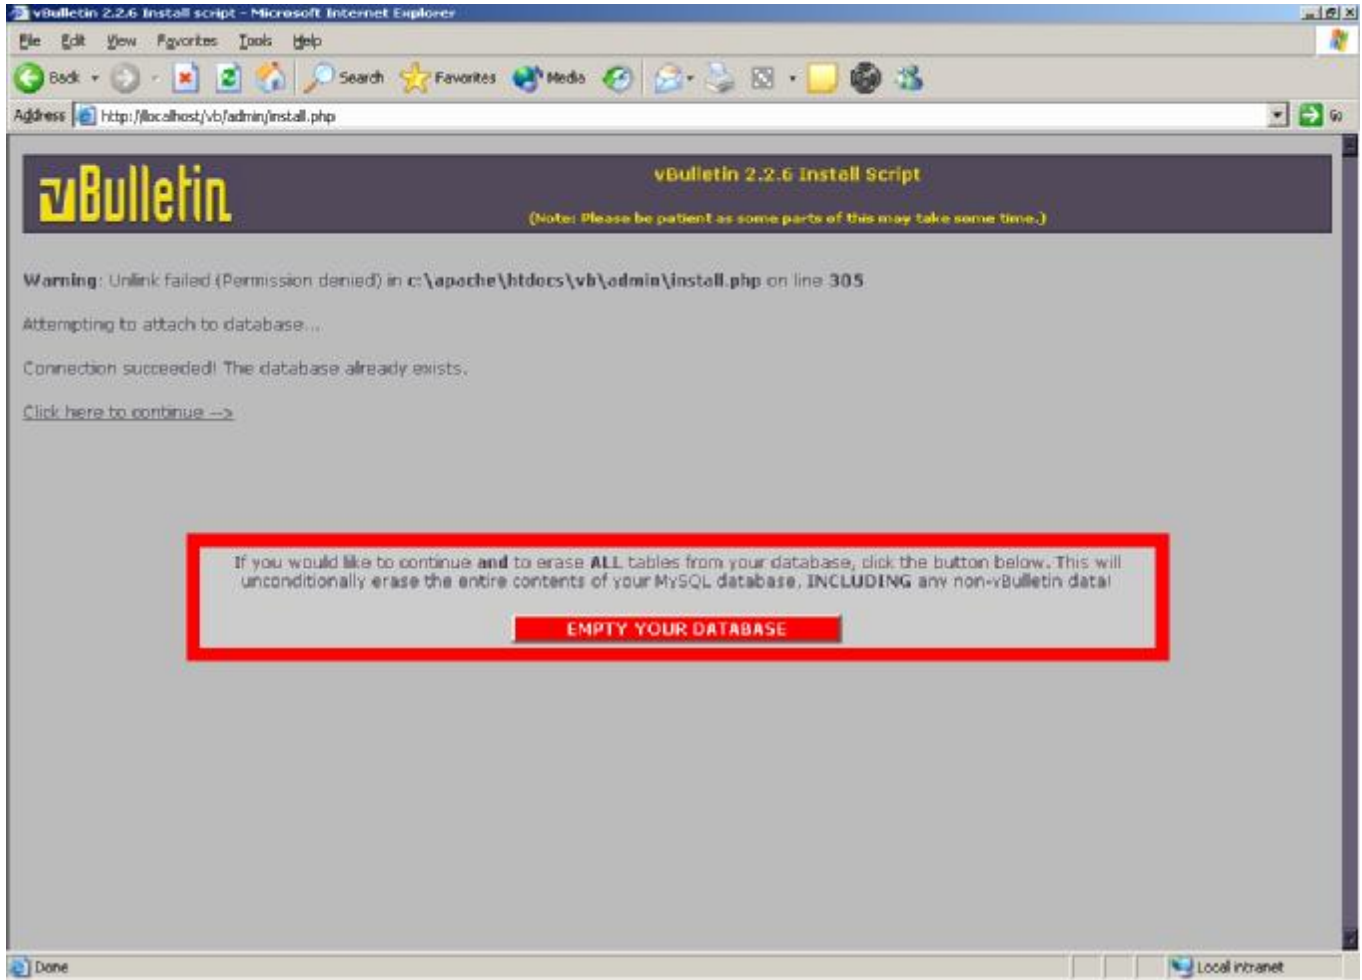 vBulletin 2.2.6 Install script - Microsoft Internet Explorer
File Edit View Favorites Tools Help
Back Search Favorites Media
Address http://localhost/vb/admin/install.php Go
vBulletin
vBulletin 2.2.6 Install Script
(Note: Please be patient as some parts of this may take some time.)
Warning: Unlink failed (Permission denied) in c:\apache\htdocs\vb\admin\install.php on line 305
Attempting to attach to database...
Connection succeeded! The database already exists.
Click here to continue -->
If you would like to continue and to erase ALL tables from your database, click the button below. This will
unconditionally erase the entire contents of your MySQL database, INCLUDING any non-vBulletin data!
EMPTY YOUR DATABASE
Done Local intranet